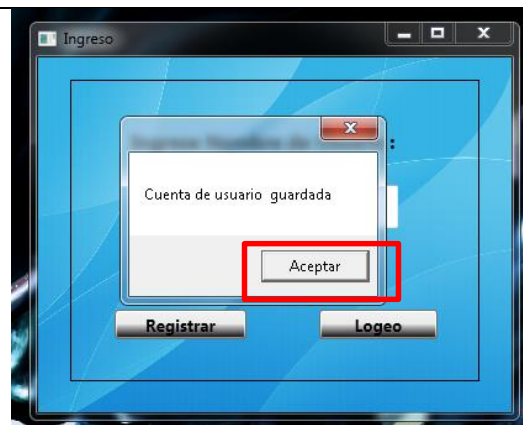 Ingreso
:
Cuenta de usuario guardada
Aceptar
Registrar
Logeo